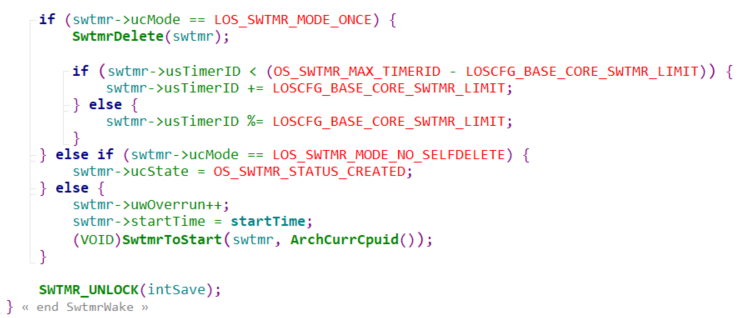 if (swtmr->ucMode == LOS_SWTMR_MODE_ONCE) {
    SwtmrDelete(swtmr);

    if (swtmr->usTimerID < (OS_SWTMR_MAX_TIMERID - LOSCFG_BASE_CORE_SWTMR_LIMIT)) {
        swtmr->usTimerID += LOSCFG_BASE_CORE_SWTMR_LIMIT;
    } else {
        swtmr->usTimerID %= LOSCFG_BASE_CORE_SWTMR_LIMIT;
    }
} else if (swtmr->ucMode == LOS_SWTMR_MODE_NO_SELFDELETE) {
    swtmr->ucState = OS_SWTMR_STATUS_CREATED;
} else {
    swtmr->uwOverrun++;
    swtmr->startTime = startTime;
    (VOID)SwtmrToStart(swtmr, ArchCurrCpuid());
}

SWTMR_UNLOCK(intSave);
} « end SwtmrWake »